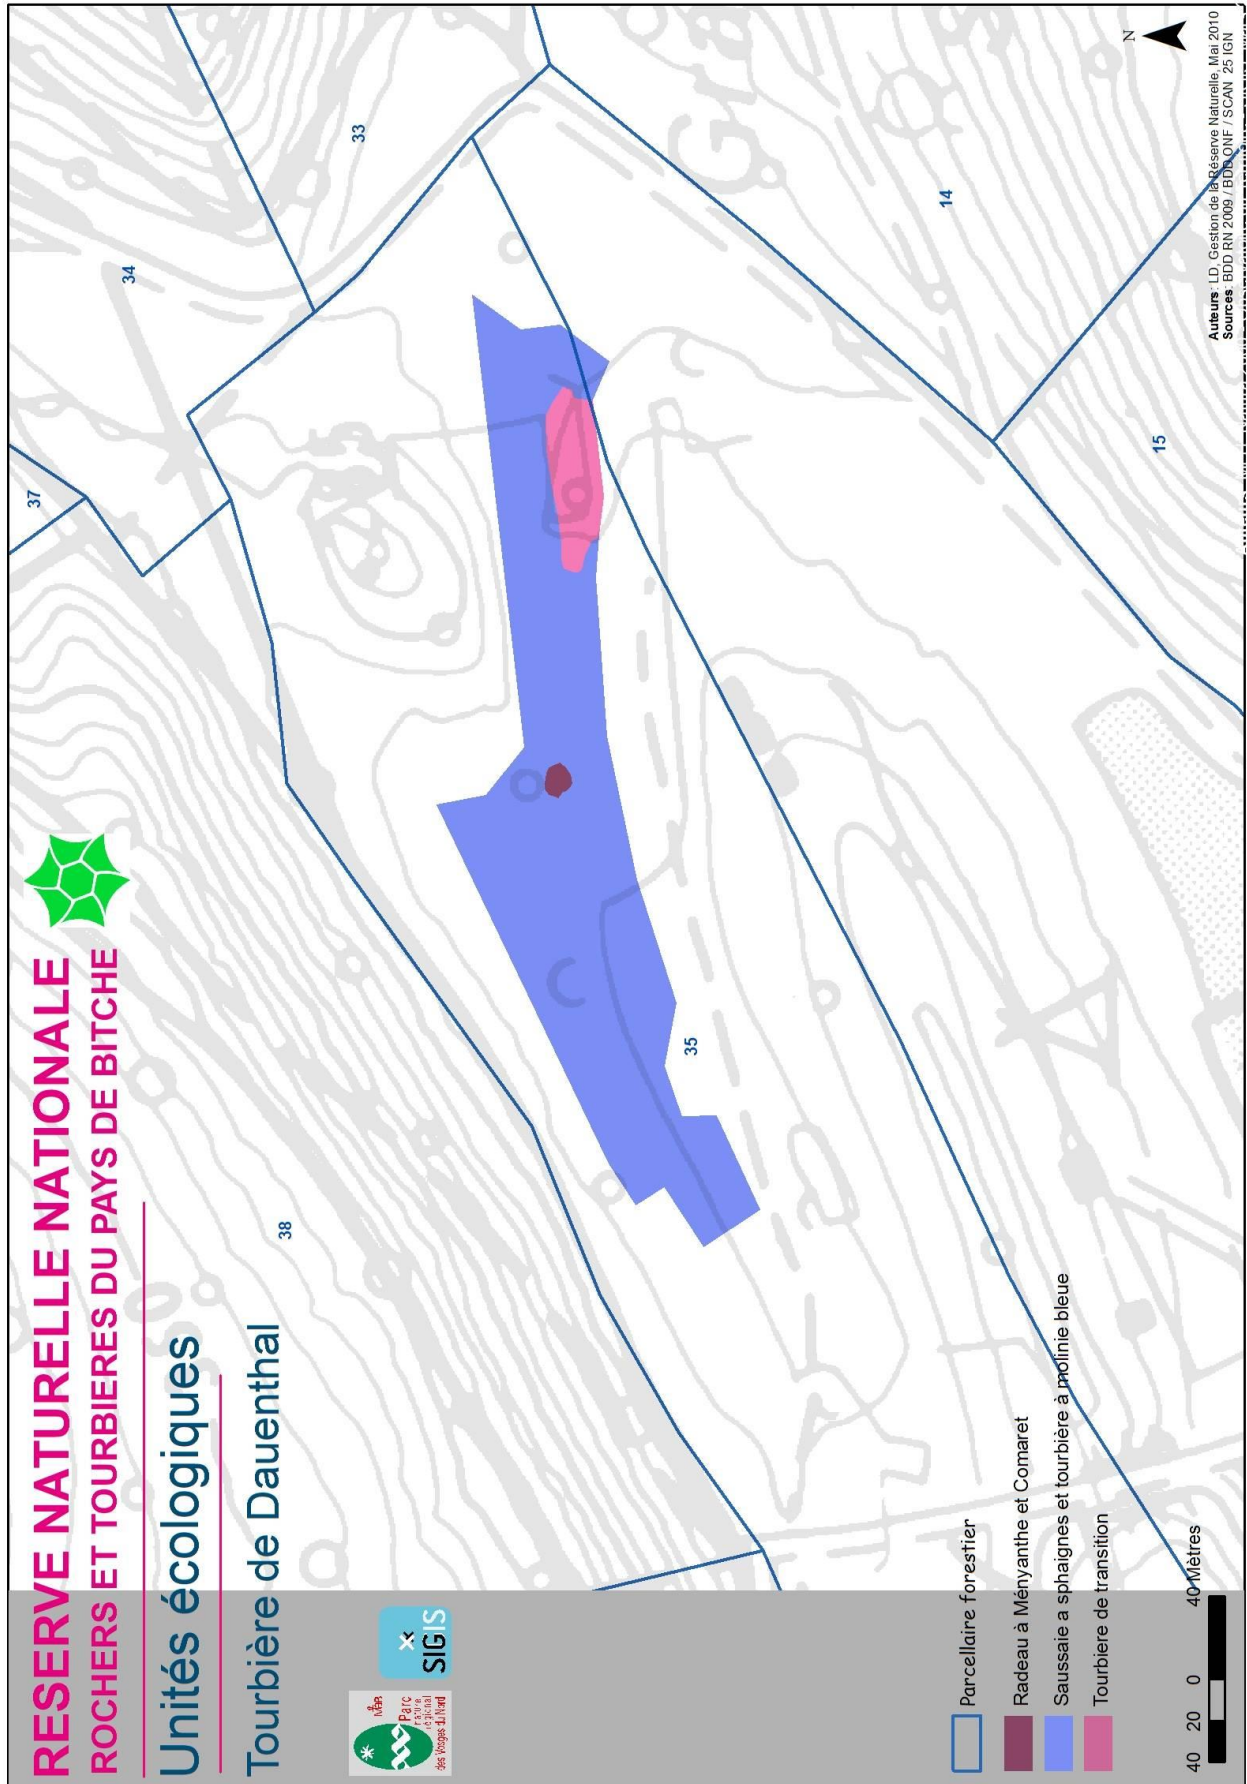 RESERVE NATURELLE NATIONALE
ROCHERS ET TOURBIERES DU PAYS DE BITCHE
Unités écologiques
Tourbière de Dauenthal
SIGIS
Parc
naturel
régional
des Vosges du Nord
37
34
33
38
35
14
15
N
Parcellaire forestier
Radeau à Ményanthe et Comaret
Saussaie a sphaignes et tourbière à molinie bleue
Tourbiere de transition
40 20 0 40 Mètres
Auteurs : LD, Gestion de la Réserve Naturelle, Mai 2010
Sources : BDD RN 2009 / BDD ONF / SCAN 25 IGN